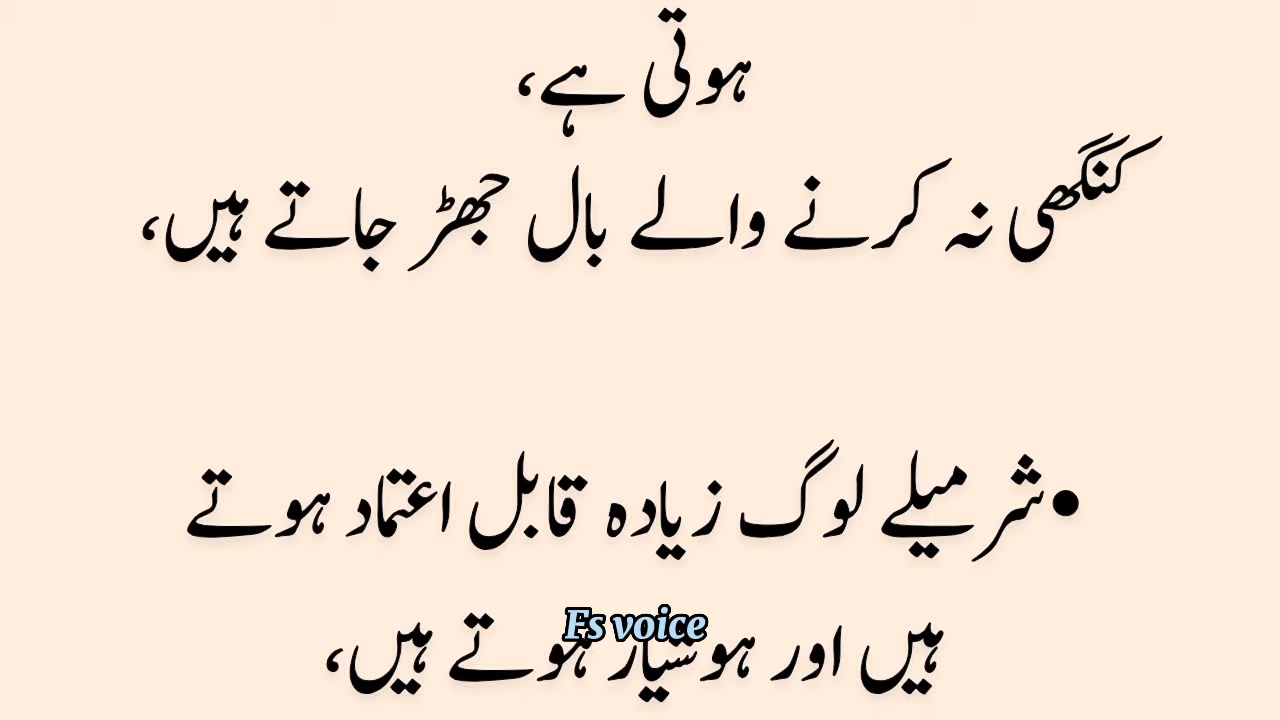 ہوتی ہے،
کنگھی نہ کرنے والے بال جھڑ جاتے ہیں،
•شرمیلے لوگ زیادہ قابل اعتماد ہوتے
ہیں اور ہوشیار ہوتے ہیں،
Fs voice